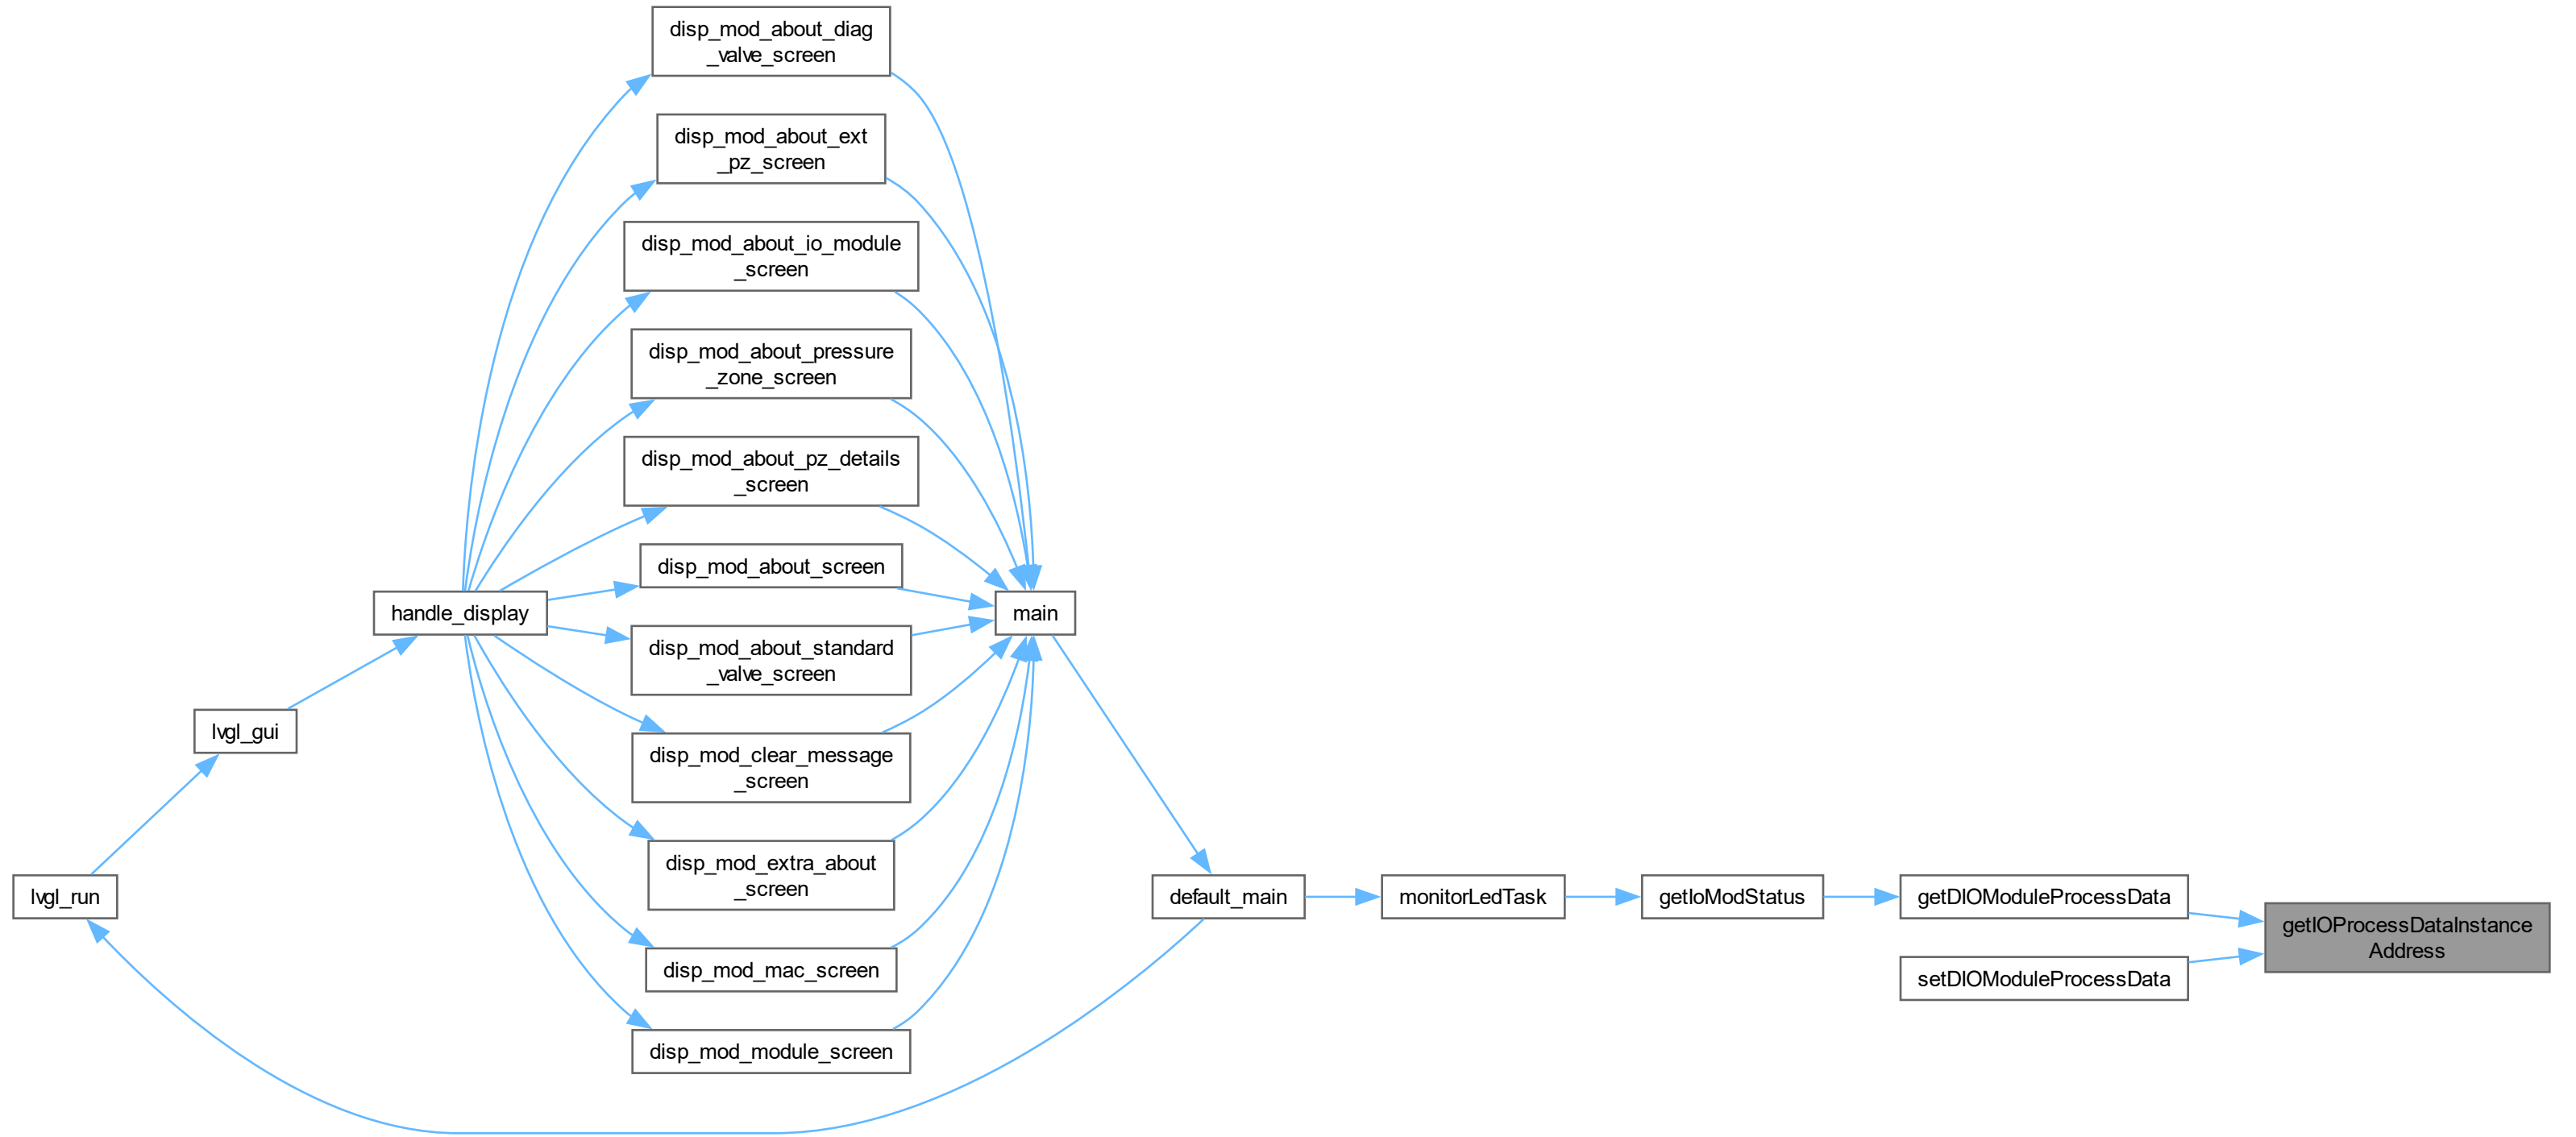 disp_mod_about_diag
_valve_screen
disp_mod_about_ext
_pz_screen
disp_mod_about_io_module
_screen
disp_mod_about_pressure
_zone_screen
disp_mod_about_pz_details
_screen
disp_mod_about_screen
handle_display
main
disp_mod_about_standard
_valve_screen
lvgl_gui
disp_mod_clear_message
_screen
disp_mod_extra_about
_screen
lvgl_run
default_main
monitorLedTask
getIoModStatus
getDIOModuleProcessData
getIOProcessDataInstance
Address
disp_mod_mac_screen
setDIOModuleProcessData
disp_mod_module_screen